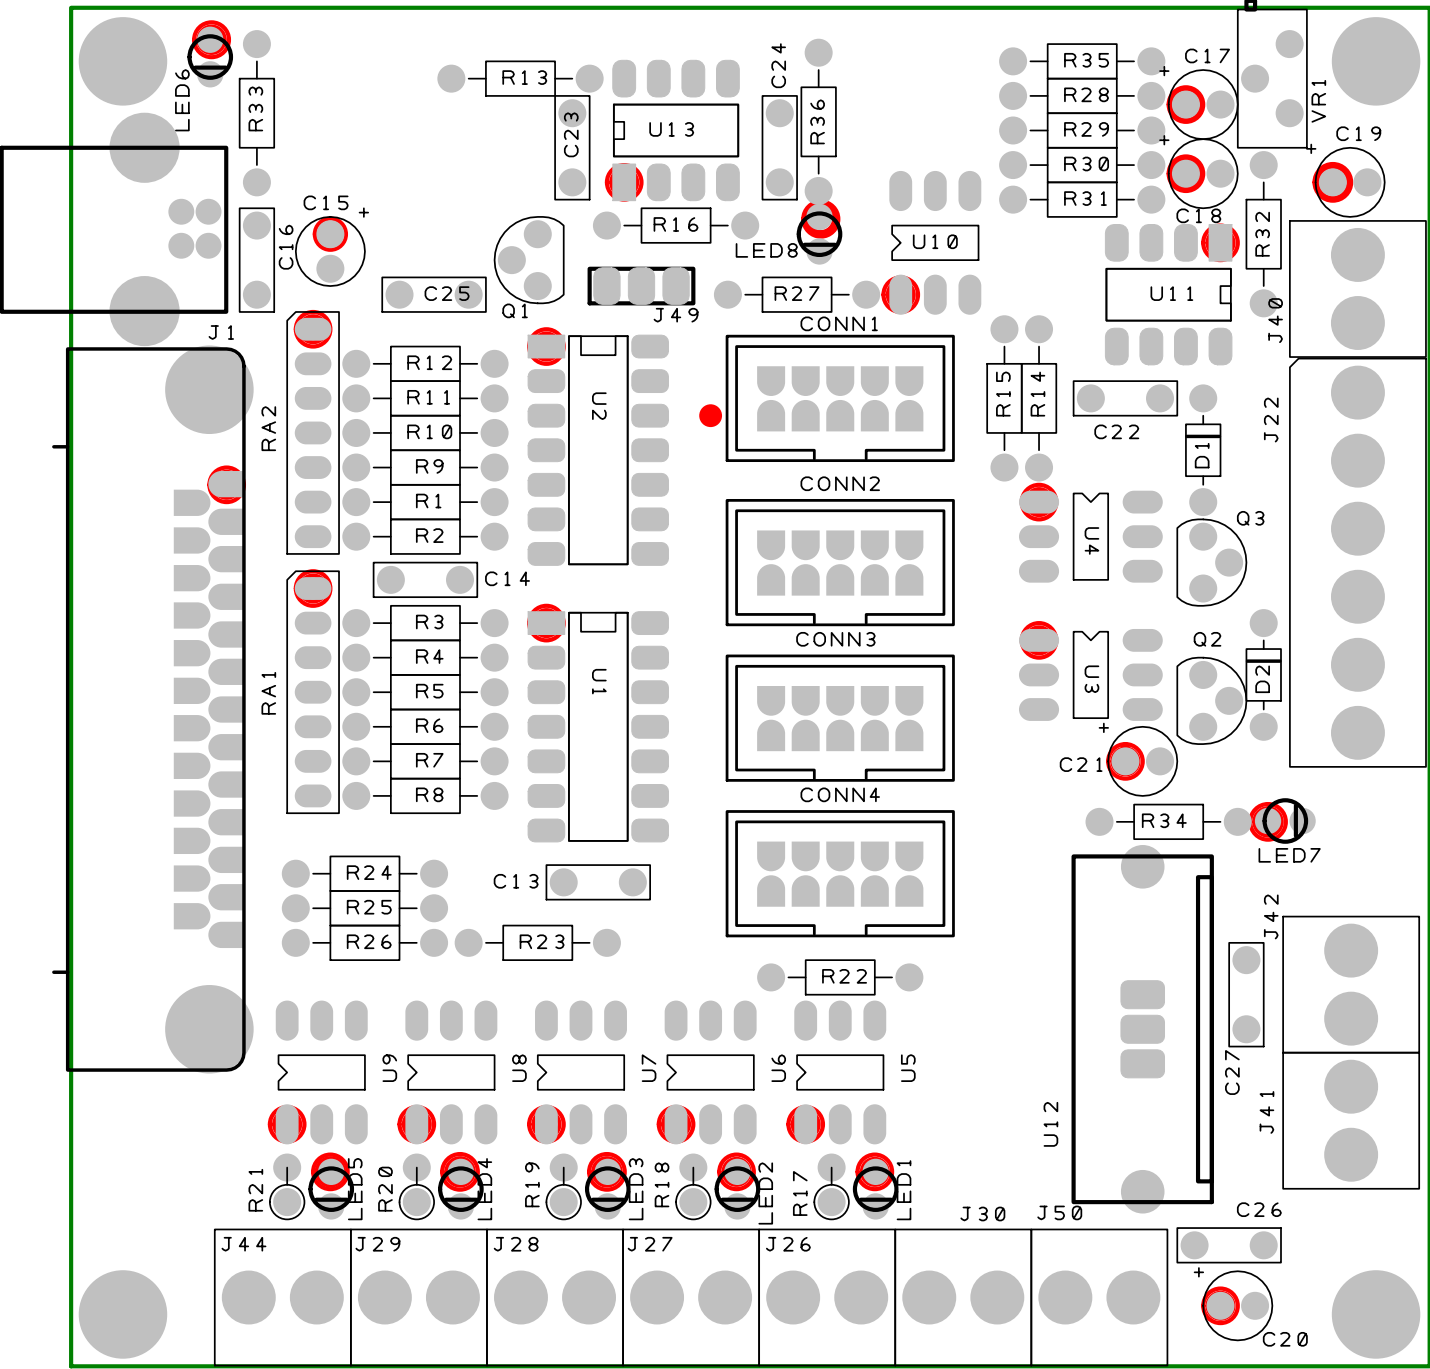 LED6
R33
R13
C23
U13
C24
R36
R35
R28
R29
R30
R31
+
C17
+
C18
VR1
+
C19
C15 +
C16
R16
LED8
U10
R32
C25
Q1
J49
R27
U11
J40
J1
CONN1
RA2
R12
R11
R10
R9
R1
R2
U2
R15
R14
C22
J22
D1
CONN2
U4
Q3
C14
RA1
R3
R4
R5
R6
R7
R8
U1
CONN3
U3
Q2
D2
+
C21
CONN4
R34
LED7
R24
R25
R26
C13
R23
R22
J42
C27
J41
U12
U9
U8
U7
U6
U5
R21
LED5
R20
LED4
R19
LED3
R18
LED2
R17
LED1
J44
J29
J28
J27
J26
J30
J50
C26
+
C20